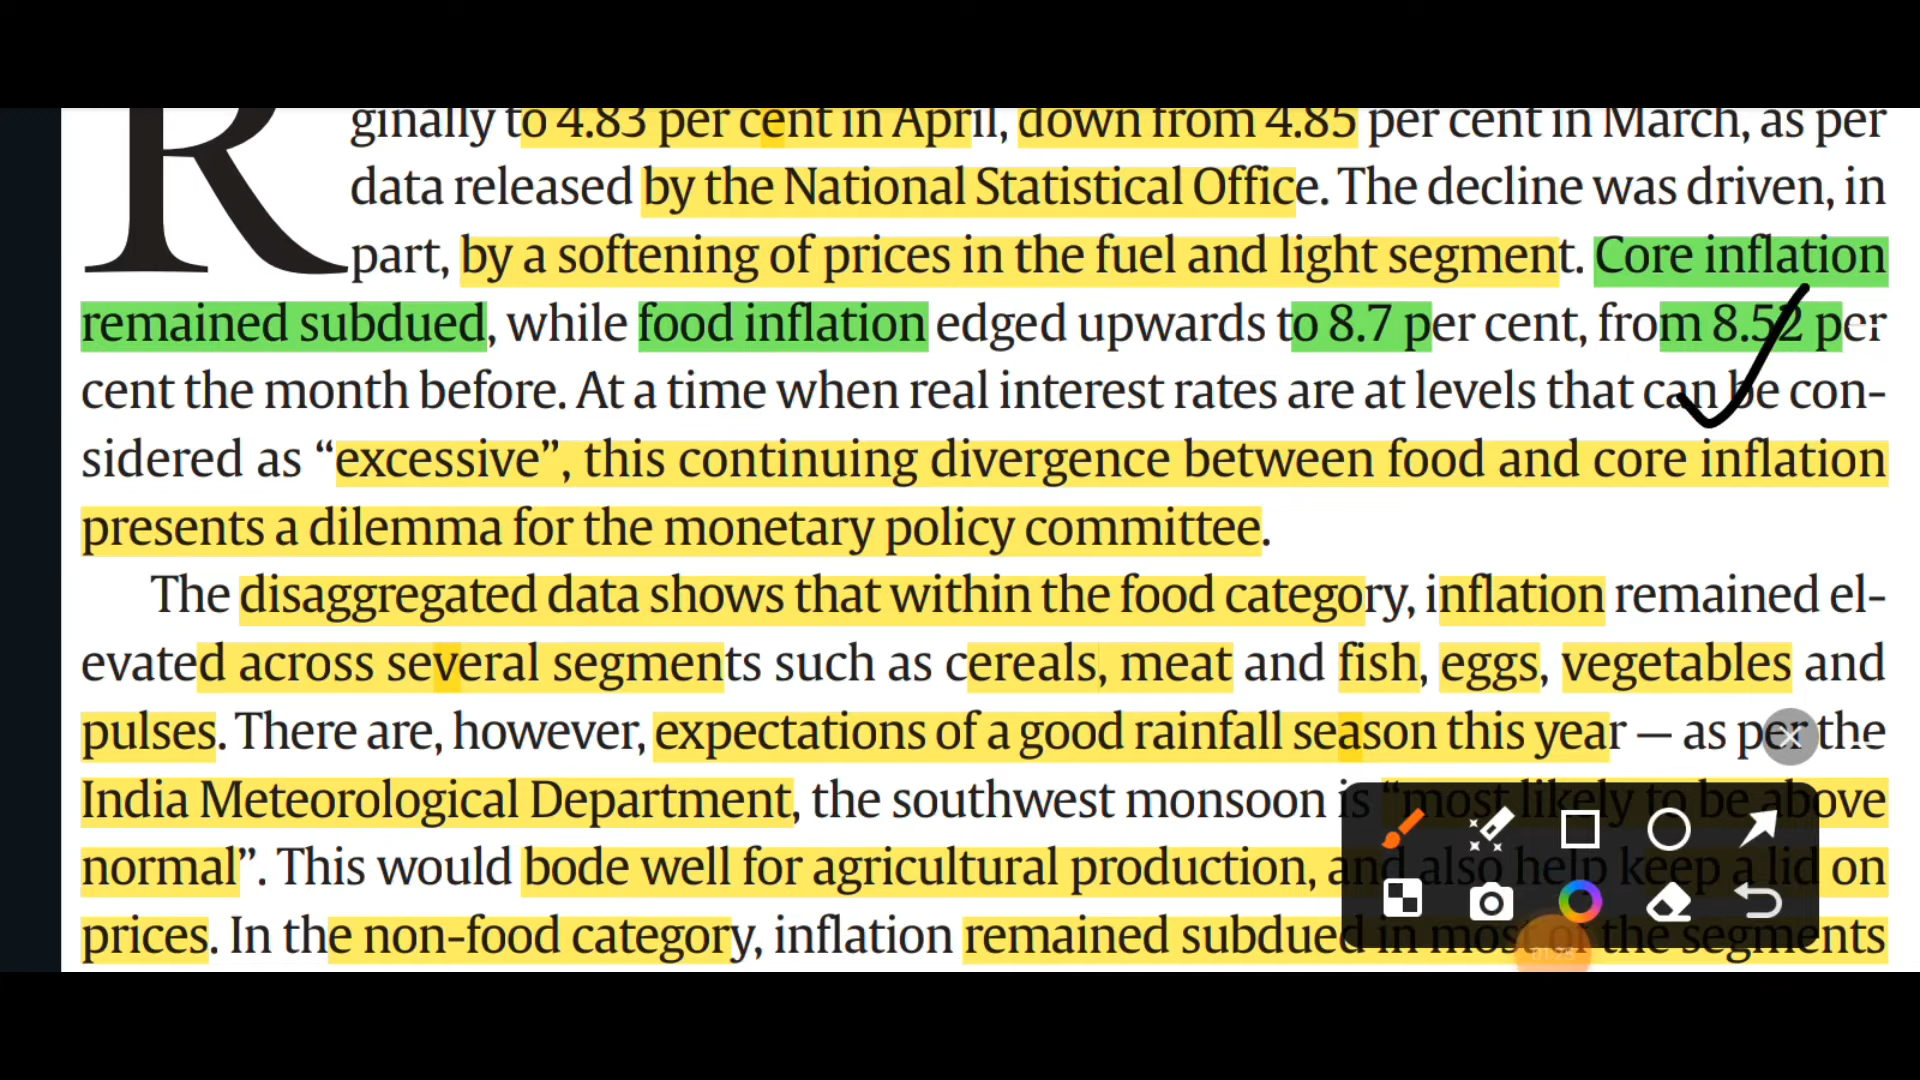 R
ginally to 4.83 per cent in April, down from 4.85 per cent in March, as per
data released by the National Statistical Office. The decline was driven, in
part, by a softening of prices in the fuel and light segment. Core inflation
remained subdued, while food inflation edged upwards to 8.7 per cent, from 8.52 per
cent the month before. At a time when real interest rates are at levels that can be con-
sidered as “excessive”, this continuing divergence between food and core inflation
presents a dilemma for the monetary policy committee.
The disaggregated data shows that within the food category, inflation remained el-
evated across several segments such as cereals, meat and fish, eggs, vegetables and
pulses. There are, however, expectations of a good rainfall season this year — as per the
India Meteorological Department, the southwest monsoon is “most likely to be above
normal”. This would bode well for agricultural production, and also help keep a lid on
prices. In the non-food category, inflation remained subdued in most of the segments